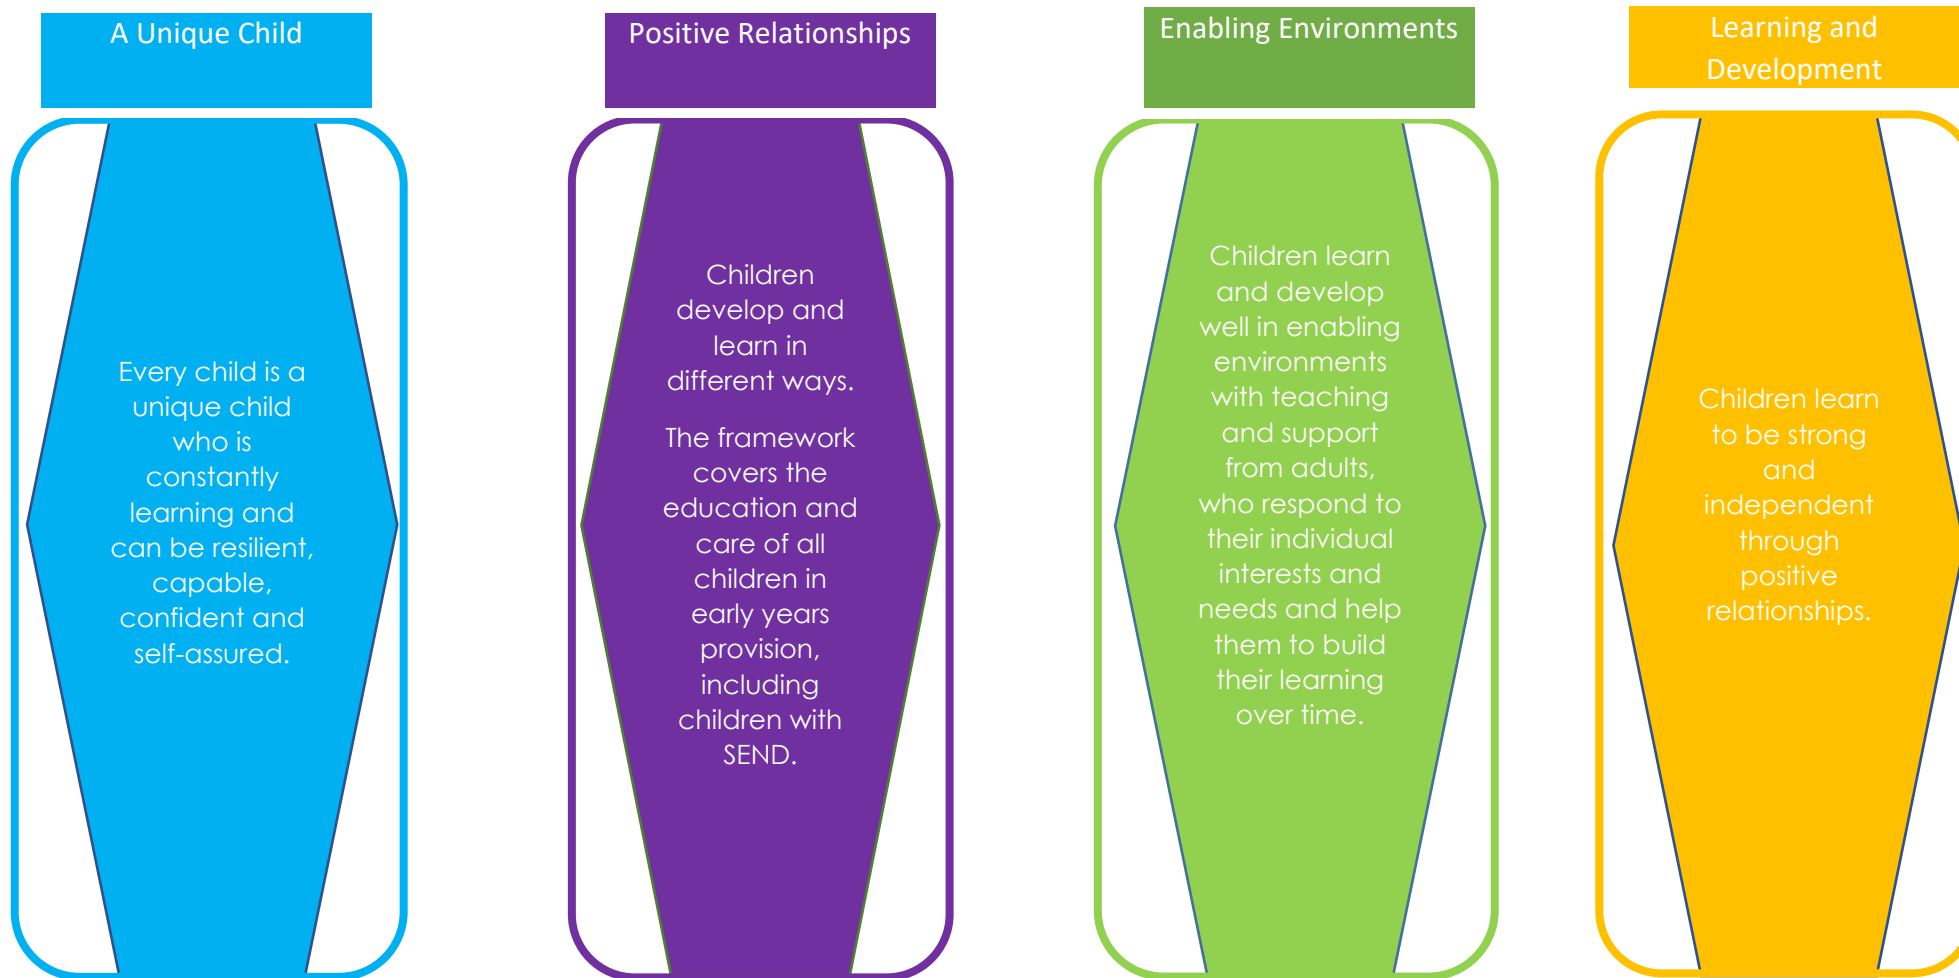 A Unique Child
Every child is a
unique child
who is
constantly
learning and
can be resilient,
capable,
confident and
self-assured.
Positive Relationships
Children
develop and
learn in
different ways.
The framework
covers the
education and
care of all
children in
early years
provision,
including
children with
SEND.
Enabling Environments
Children learn
and develop
well in enabling
environments
with teaching
and support
from adults,
who respond to
their individual
interests and
needs and help
them to build
their learning
over time.
Learning and
Development
Children learn
to be strong
and
independent
through
positive
relationships.